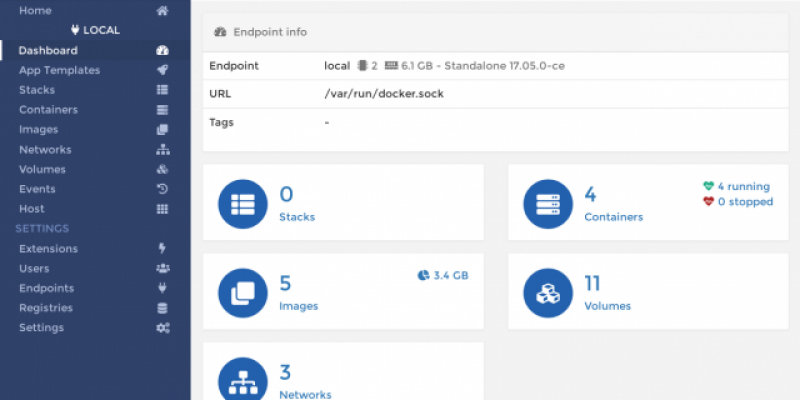 Home
LOCAL
Dashboard
App Templates
Stacks
Containers
Images
Networks
Volumes
Events
Host
SETTINGS
Extensions
Users
Endpoints
Registries
Settings
Endpoint info
Endpoint local 2 6.1 GB - Standalone 17.05.0-ce
URL /var/run/docker.sock
Tags -
0
Stacks
4
Containers
4 running
0 stopped
5
Images
3.4 GB
11
Volumes
3
Networks